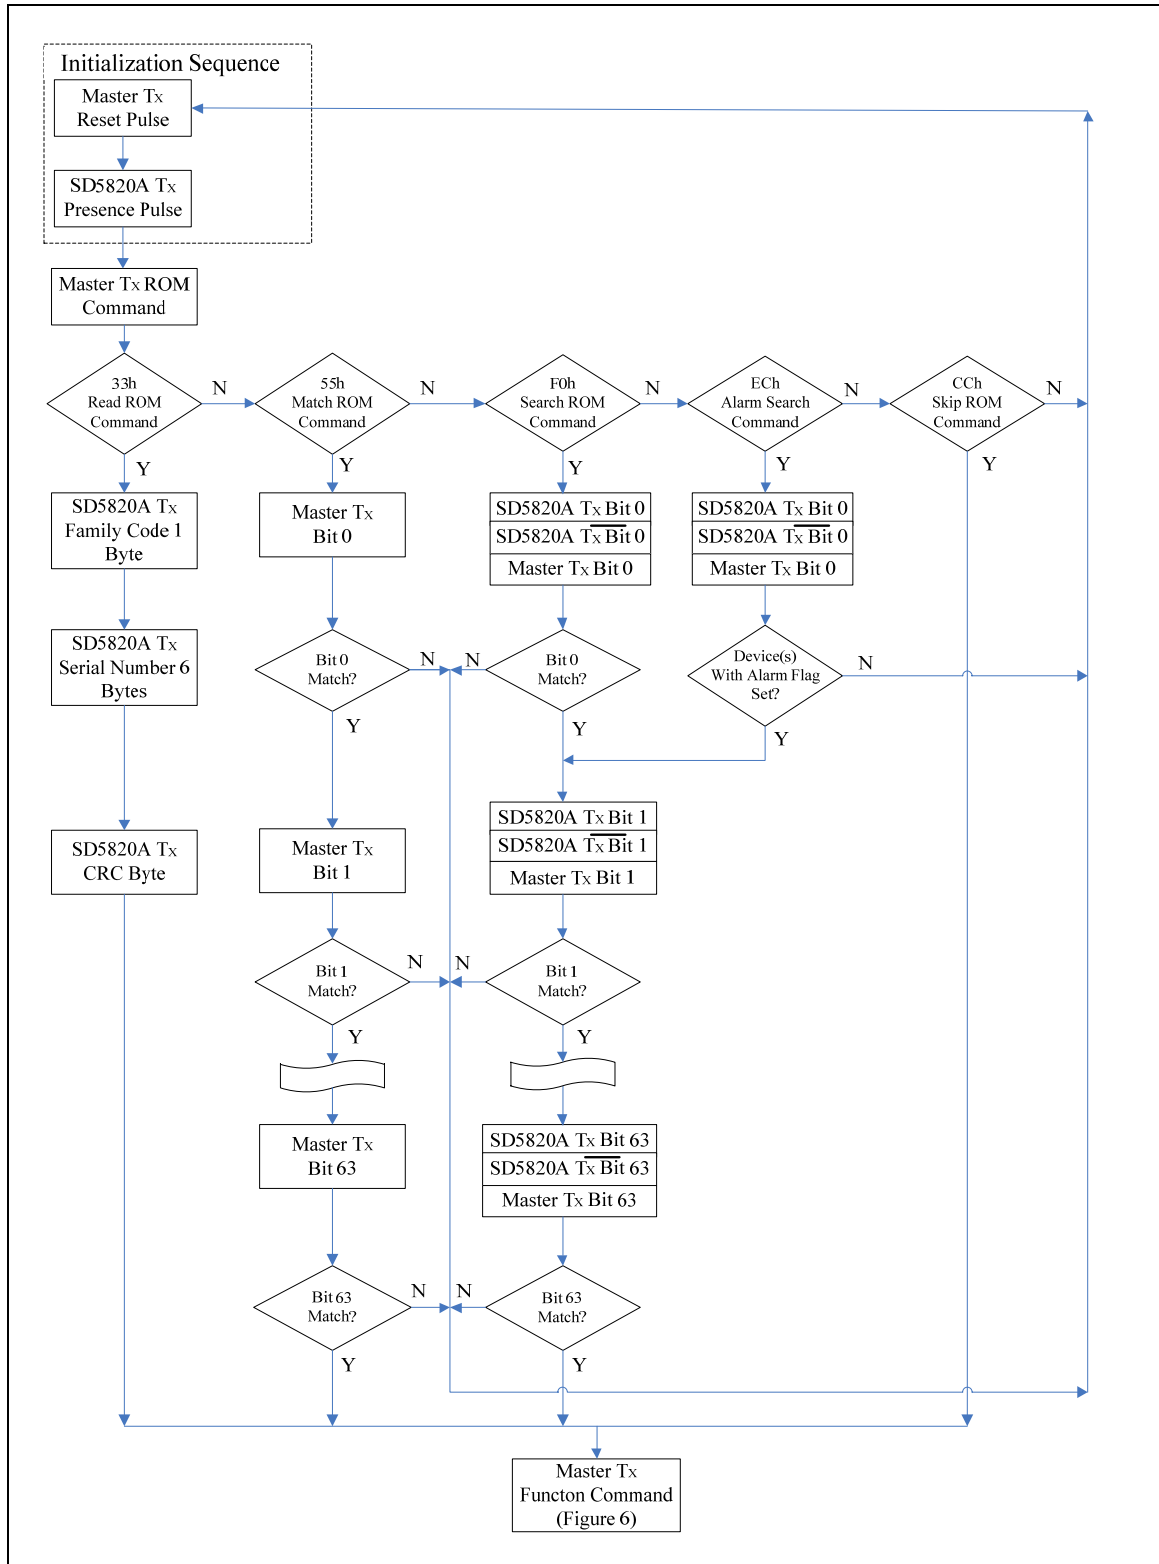 Initialization Sequence
Master Tx
Reset Pulse
SD5820A Tx
Presence Pulse
Master Tx ROM
Command
33h
Read ROM
Command
N
Y
55h
Match ROM
Command
N
Y
F0h
Search ROM
Command
N
Y
ECh
Alarm Search
Command
N
Y
CCh
Skip ROM
Command
N
Y
SD5820A Tx
Family Code 1
Byte
SD5820A Tx
Serial Number 6
Bytes
SD5820A Tx
CRC Byte
Master Tx
Bit 0
Bit 0
Match?
N
Y
Master Tx
Bit 1
Bit 1
Match?
N
Y
Master Tx
Bit 63
Bit 63
Match?
N
Y
SD5820A Tx Bit 0
SD5820A Tx Bit 0
Master Tx Bit 0
Bit 0
Match?
N
Y
SD5820A Tx Bit 1
SD5820A Tx Bit 1
Master Tx Bit 1
Bit 1
Match?
N
Y
SD5820A Tx Bit 63
SD5820A Tx Bit 63
Master Tx Bit 63
Bit 63
Match?
N
Y
SD5820A Tx Bit 0
SD5820A Tx Bit 0
Master Tx Bit 0
Device(s)
With Alarm Flag
Set?
N
Y
Master Tx
Functon Command
(Figure 6)